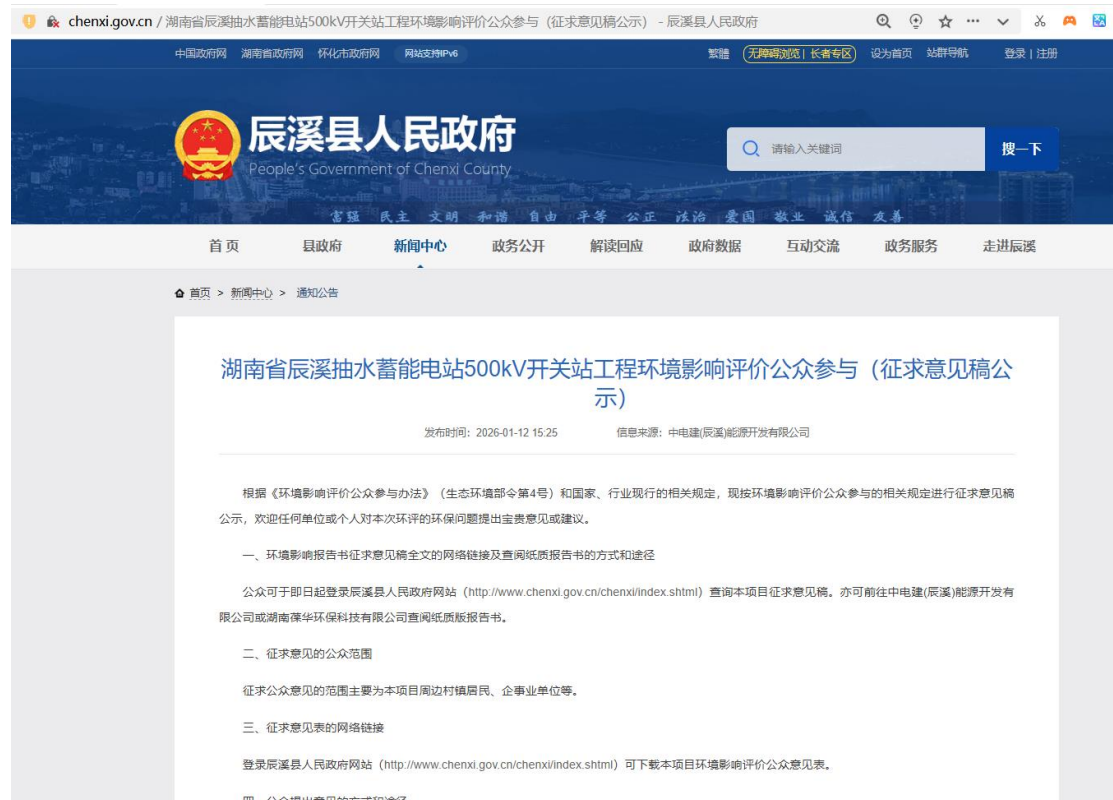 chenxi.gov.cn / 湖南省辰溪抽水蓄能电站500kV开关站工程环境影响评价公众参与（征求意见稿公示） - 辰溪县人民政府
中国政府网 湖南省政府网 怀化市政府网 网站支持IPv6 繁體 无障碍浏览 | 长者专区 设为首页 站群导航 登录 | 注册
辰溪县人民政府
People's Government of Chenxi County
请输入关键词 搜一下
富强 民主 文明 和谐 自由 平等 公正 法治 爱国 敬业 诚信 友善
首 页 县政府 新闻中心 政务公开 解读回应 政府数据 互动交流 政务服务 走进辰溪
首页 > 新闻中心 > 通知公告
湖南省辰溪抽水蓄能电站500kV开关站工程环境影响评价公众参与（征求意见稿公
示）
发布时间：2026-01-12 15:25 信息来源：中电建(辰溪)能源开发有限公司
根据《环境影响评价公众参与办法》（生态环境部令第4号）和国家、行业现行的相关规定，现按环境影响评价公众参与的相关规定进行征求意见稿
公示，欢迎任何单位或个人对本次环评的环保问题提出宝贵意见或建议。
一、环境影响报告书征求意见稿全文的网络链接及查阅纸质报告书的方式和途径
公众可于即日起登录辰溪县人民政府网站（http://www.chenxi.gov.cn/chenxi/index.shtml）查询本项目征求意见稿。亦可前往中电建(辰溪)能源开发有
限公司或湖南葆华环保科技有限公司查阅纸质版报告书。
二、征求意见的公众范围
征求公众意见的范围主要为本项目周边村镇居民、企事业单位等。
三、征求意见表的网络链接
登录辰溪县人民政府网站（http://www.chenxi.gov.cn/chenxi/index.shtml）可下载本项目环境影响评价公众意见表。
四、公众提出意见的方式和途径